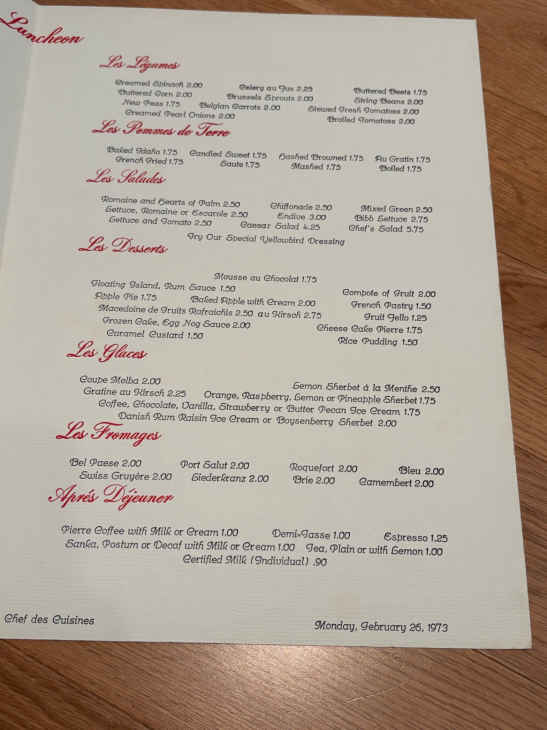 Luncheon
Les Légumes
Creamed Spinach 2.00 Celery au Jus 2.25 Buttered Beets 1.75
Buttered Corn 2.00 Brussels Sprouts 2.00 String Beans 2.00
New Peas 1.75 Belgian Carrots 2.00 Stewed Fresh Tomatoes 2.00
Creamed Pearl Onions 2.00 Broiled Tomatoes 2.00
Les Pommes de Terre
Baked Idaho 1.75 Candied Sweet 1.75 Hashed Browned 1.75 Au Gratin 1.75
French Fried 1.75 Saute 1.75 Mashed 1.75 Boiled 1.75
Les Salades
Romaine and Hearts of Palm 2.50 Chiffonade 2.50 Mixed Green 2.50
Lettuce, Romaine or Escarole 2.50 Endive 3.00 Bibb Lettuce 2.75
Lettuce and Tomato 2.50 Caesar Salad 4.25 Chef's Salad 5.75
Try Our Special Yellowbird Dressing
Les Desserts
Mousse au Chocolat 1.75
Floating Island, Rum Sauce 1.50 Compote of Fruit 2.00
Apple Pie 1.75 Baked Apple with Cream 2.00 French Pastry 1.50
Macedoine de Fruits Rafraichis 2.50 au Kirsch 2.75 Fruit Jello 1.25
Frozen Cake, Egg Nog Sauce 2.00 Cheese Cake Pierre 1.75
Caramel Custard 1.50 Rice Pudding 1.50
Les Glaces
Coupe Melba 2.00 Lemon Sherbet à la Menthe 2.50
Gratine au Kirsch 2.25 Orange, Raspberry, Lemon or Pineapple Sherbet 1.75
Coffee, Chocolate, Vanilla, Strawberry or Butter Pecan Ice Cream 1.75
Danish Rum Raisin Ice Cream or Boysenberry Sherbet 2.00
Les Fromages
Bel Paese 2.00 Port Salut 2.00 Roquefort 2.00 Bleu 2.00
Swiss Gruyère 2.00 Liederkranz 2.00 Brie 2.00 Camembert 2.00
Aprés Déjeuner
Pierre Coffee with Milk or Cream 1.00 Demi-Tasse 1.00 Espresso 1.25
Sanka, Postum or Decaf with Milk or Cream 1.00 Tea, Plain or with Lemon 1.00
Certified Milk (Individual) .90
Chef des Cuisines Monday, February 26, 1973